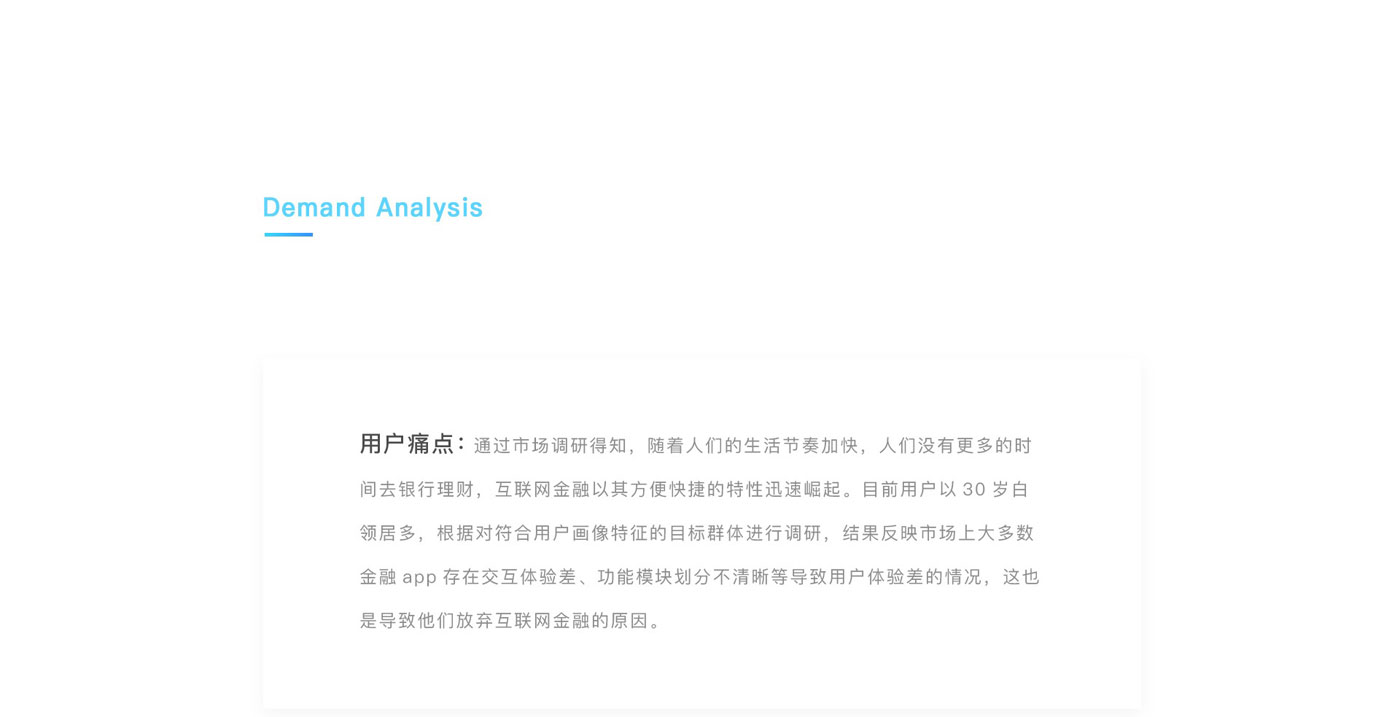 Demand Analysis
用户痛点：通过市场调研得知，随着人们的生活节奏加快，人们没有更多的时
间去银行理财，互联网金融以其方便快捷的特性迅速崛起。目前用户以 30 岁白
领居多，根据对符合用户画像特征的目标群体进行调研，结果反映市场上大多数
金融 app 存在交互体验差、功能模块划分不清晰等导致用户体验差的情况，这也
是导致他们放弃互联网金融的原因。